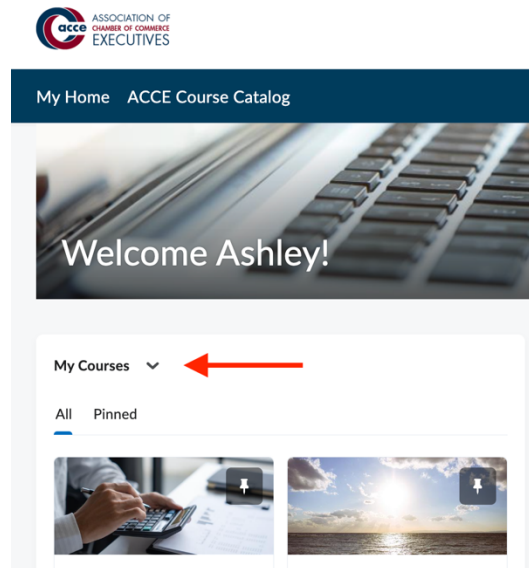 acce
ASSOCIATION OF
CHAMBER OF COMMERCE
EXECUTIVES
My Home ACCE Course Catalog
Welcome Ashley!
My Courses
All Pinned